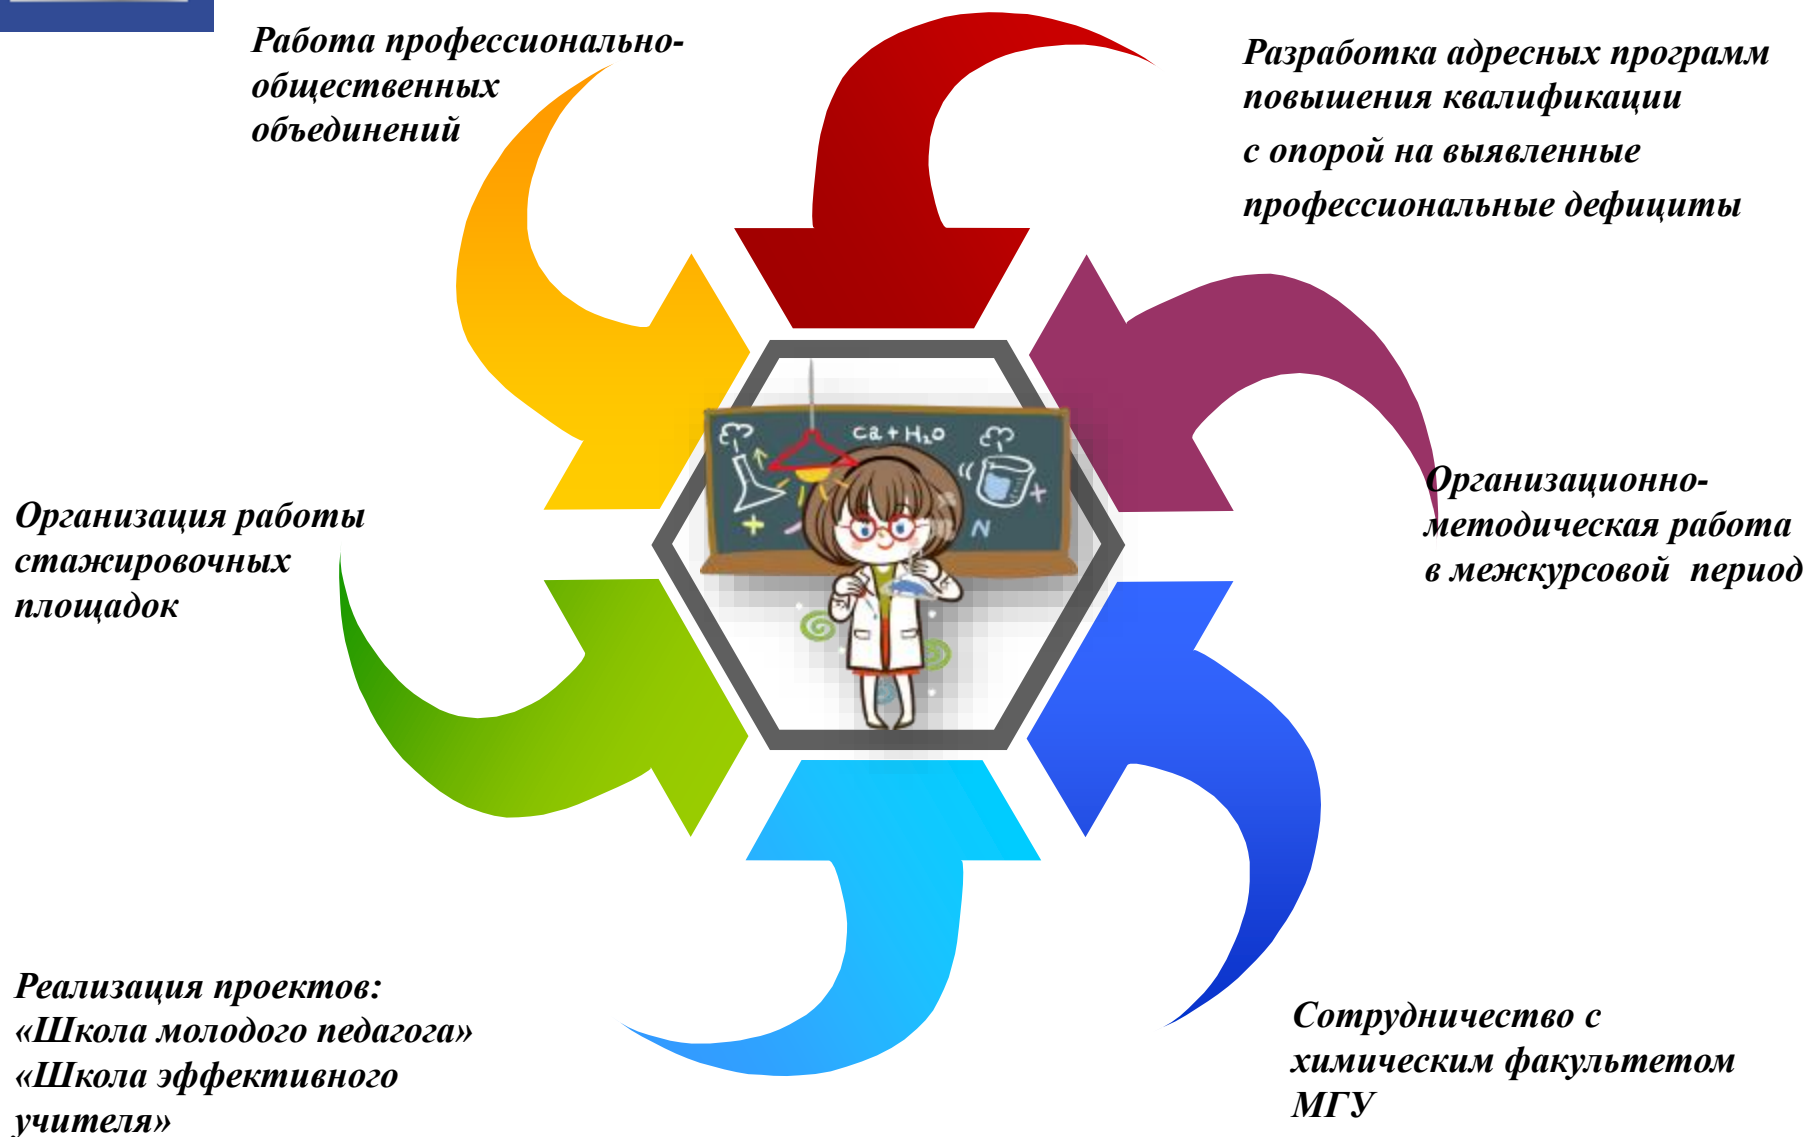 Работа профессионально-
общественных
объединений
Разработка адресных программ
повышения квалификации
с опорой на выявленные
профессиональные дефициты
Ca + H₂O
N
Организация работы
стажировочных
площадок
Организационно-
методическая работа
в межкурсовой период
Реализация проектов:
«Школа молодого педагога»
«Школа эффективного
учителя»
Сотрудничество с
химическим факультетом
МГУ